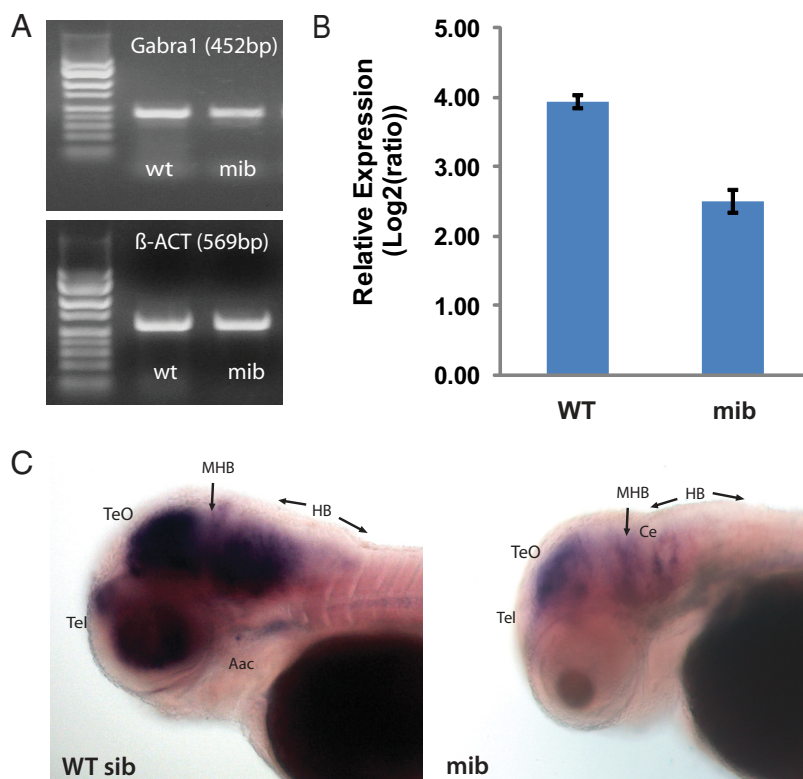 A
Gabra1 (452bp)
wt mib
ß-ACT (569bp)
wt mib
B
Relative Expression
(Log2(ratio))
5.00
4.00
3.00
2.00
1.00
0.00
WT mib
C
MHB
HB
TeO
Tel
Aac
WT sib
MHB
HB
Ce
TeO
Tel
mib